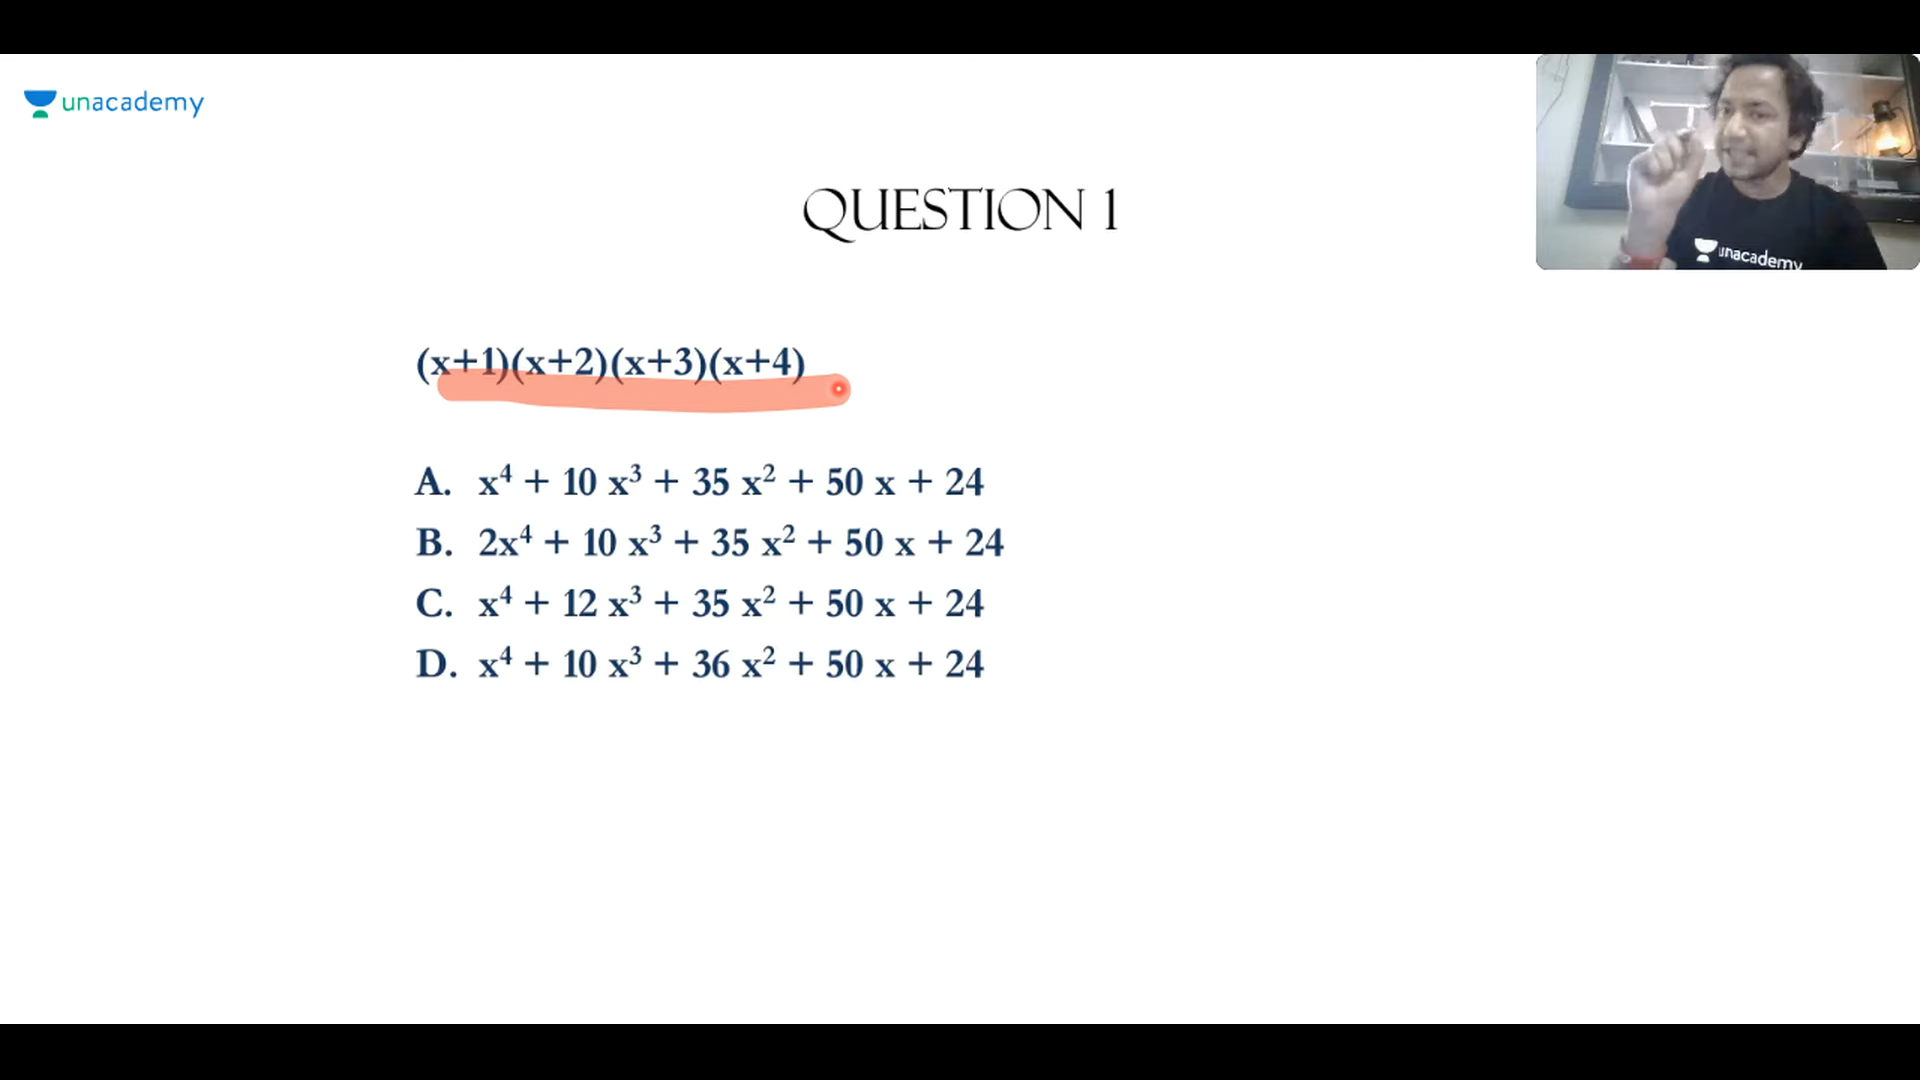 unacademy
QUESTION 1
unacademy
(x+1)(x+2)(x+3)(x+4)
A. x⁴ + 10 x³ + 35 x² + 50 x + 24
B. 2x⁴ + 10 x³ + 35 x² + 50 x + 24
C. x⁴ + 12 x³ + 35 x² + 50 x + 24
D. x⁴ + 10 x³ + 36 x² + 50 x + 24